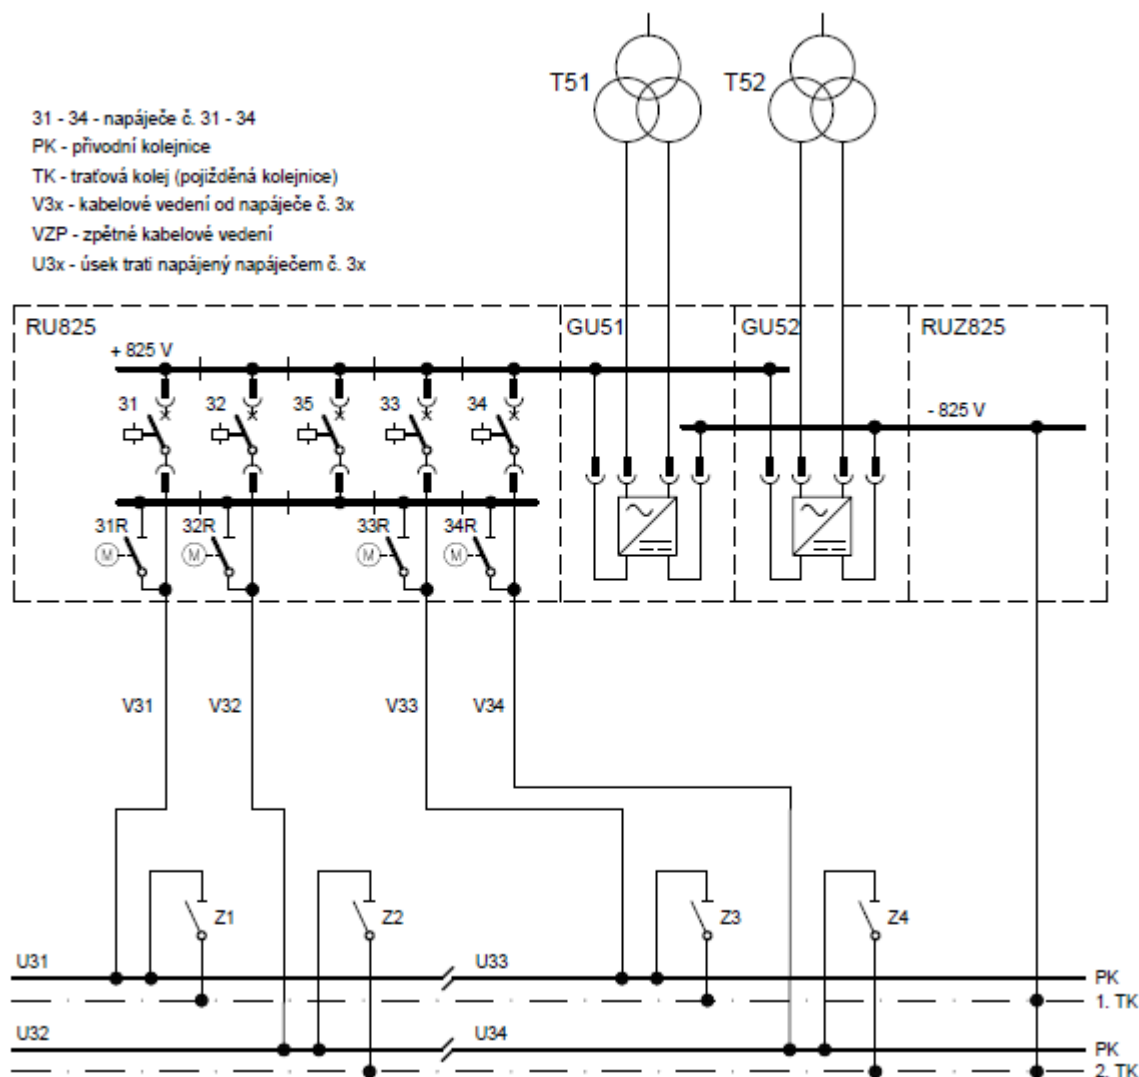 T51
T52
31 - 34 - napáječe č. 31 - 34
PK - přívodní kolejnice
TK - traťová kolej (pojižděná kolejnice)
V3x - kabelové vedení od napáječe č. 3x
VZP - zpětné kabelové vedení
U3x - úsek trati napájený napáječem č. 3x
RU825
GU51
GU52
RUZ825
+ 825 V
31
32
35
33
34
- 825 V
31R
32R
33R
34R
M
M
M
M
V31
V32
V33
V34
Z1
Z2
Z3
Z4
U31
U33
PK
1. TK
U32
U34
PK
2. TK